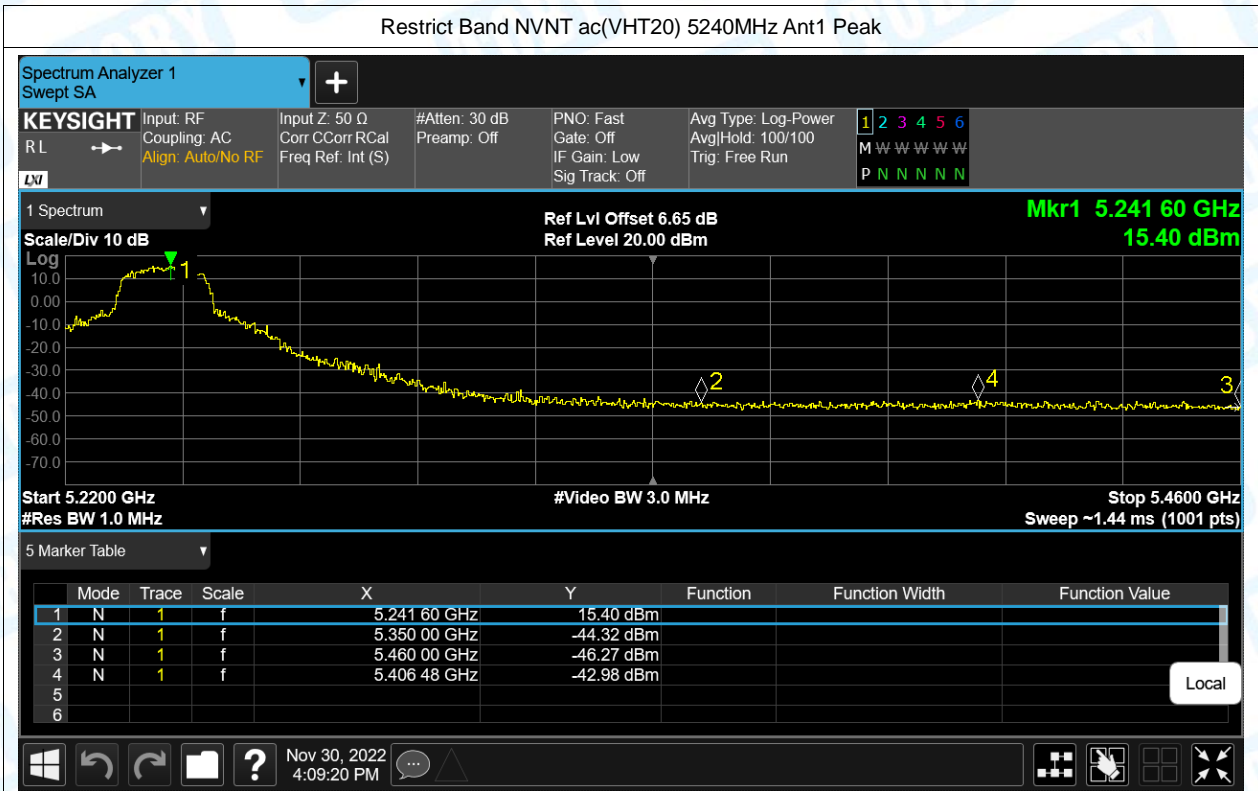 Restrict Band NVNT ac(VHT20) 5240MHz Ant1 Peak
Spectrum Analyzer 1
Swept SA
KEYSIGHT
RL
LXI
Input: RF
Coupling: AC
Align: Auto/No RF
Input Z: 50 Ω
Corr CCorr RCal
Freq Ref: Int (S)
#Atten: 30 dB
Preamp: Off
PNO: Fast
Gate: Off
IF Gain: Low
Sig Track: Off
Avg Type: Log-Power
Avg|Hold: 100/100
Trig: Free Run
1 2 3 4 5 6
M W W W W W W
P N N N N N
1 Spectrum
Scale/Div 10 dB
Ref Lvl Offset 6.65 dB
Ref Level 20.00 dBm
Mkr1 5.241 60 GHz
15.40 dBm
Log
10.0
0.00
-10.0
-20.0
-30.0
-40.0
-50.0
-60.0
-70.0
1
2
4
3
Start 5.2200 GHz
#Res BW 1.0 MHz
#Video BW 3.0 MHz
Stop 5.4600 GHz
Sweep ~1.44 ms (1001 pts)
5 Marker Table
Mode Trace Scale X Y Function Function Width Function Value
1 N 1 f 5.241 60 GHz 15.40 dBm
2 N 1 f 5.350 00 GHz -44.32 dBm
3 N 1 f 5.460 00 GHz -46.27 dBm
4 N 1 f 5.406 48 GHz -42.98 dBm
5
6
Local
?
Nov 30, 2022
4:09:20 PM